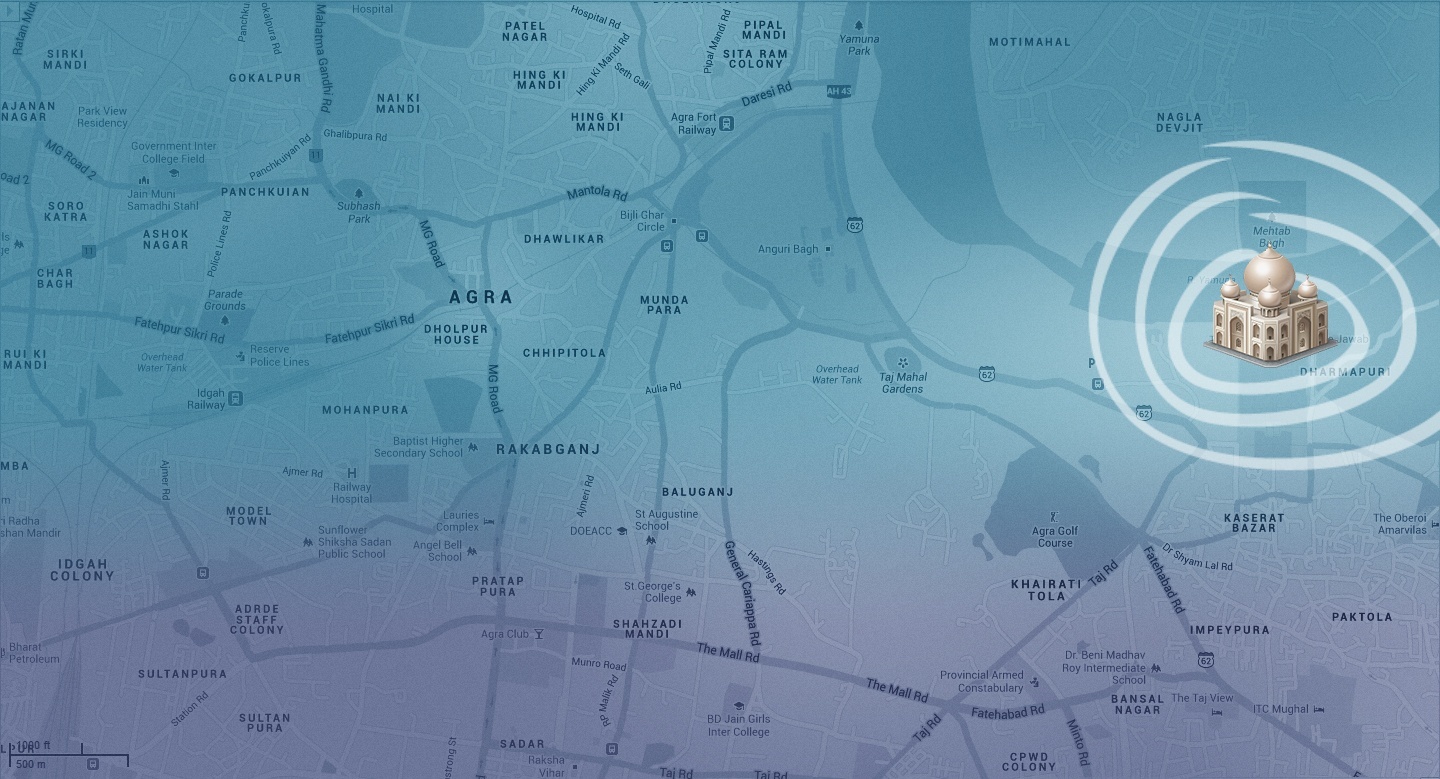 Hospital
Hospital Rd
Pipal Mandi Rd
PATEL
NAGAR
PIPAL
MANDI
SITA RAM
COLONY
Yamuna
Park
MOTIMAHAL
Mahatma Gandhi Rd
SIRKI
MANDI
GOKALPUR
HING KI
MANDI
Hing Ki Mandi Rd
Seth Gali
NAI KI
MANDI
Daresi Rd
AH 43
AJANAN
NAGAR
Park View
Residency
HING KI
MANDI
Agra Fort
Railway
NAGLA
DEVJIT
Ghalibpura Rd
Panchkuiyan Rd
11
MG Road 2
Government Inter
College Field
oad 2
Jain Muni
Samadhi Stahl
PANCHKUIAN
Subhash
Park
Mantola Rd
SORO
KATRA
Bijli Ghar
Circle
62
ASHOK
NAGAR
Police Lines Rd
MG Road
DHAWLIKAR
Anguri Bagh
Mehtab
Bagh
11
CHAR
BAGH
Parade
Grounds
AGRA
MUNDA
PARA
Fatehpur Sikri Rd
Fatehpur Sikri Rd
DHOLPUR
HOUSE
RUI KI
MANDI
Overhead
Water Tank
Reserve
Police Lines
CHHIPITOLA
MG Road
Aulia Rd
Overhead
Water Tank
Taj Mahal
Gardens
62
P
DHARMAPURI
Idgah
Railway
MOHANPURA
62
Baptist Higher
Secondary School
RAKABGANJ
MBA
Ajmer Rd
Ajmer Rd
H
Railway
Hospital
Ajmeri Rd
BALUGANJ
MODEL
TOWN
Lauries
Complex
DOEACC
St Augustine
School
Agra Golf
Course
KASERAT
BAZAR
The Oberoi
Amarvilas
Sunflower
Shiksha Sadan
Public School
Angel Bell
School
IDGAH
COLONY
General Cariappa Rd
Hastings Rd
Dr Shyam Lal Rd
Taj Rd
Fatehabad Rd
PRATAP
PURA
St.George's
College
KHAIRATI
TOLA
ADRDE
STAFF
COLONY
SHAHZADI
MANDI
IMPEYPURA
PAKTOLA
Agra Club
The Mall Rd
Bharat
Petroleum
Munro Road
Dr. Beni Madhav
Roy Intermediate
School
62
SULTANPURA
Provincial Armed
Constabulary
The Mall Rd
Station Rd
RP Malik Rd
BANSAL
NAGAR
The Taj View
ITC Mughal
SULTAN
PURA
BD Jain Girls
Inter College
Taj Rd
Fatehabad Rd
Minto Rd
SADAR
Raksha
Vihar
CPWD
COLONY
Taj Rd
Taj Rd
1000 ft
500 m